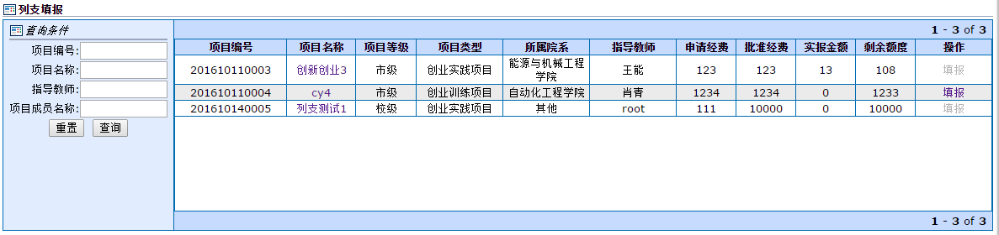 列支填报
查询条件
项目编号:
项目名称:
指导教师:
项目成员名称:
重置 查询
1 - 3 of 3
项目编号 项目名称 项目等级 项目类型 所属院系 指导教师 申请经费 批准经费 实报金额 剩余额度 操作
201610110003 创新创业3 市级 创业实践项目 能源与机械工程学院 王能 123 123 13 108 填报
201610110004 cy4 市级 创业训练项目 自动化工程学院 肖青 1234 1234 0 1233 填报
201610140005 列支测试1 校级 创业实践项目 其他 root 111 10000 0 10000 填报
1 - 3 of 3